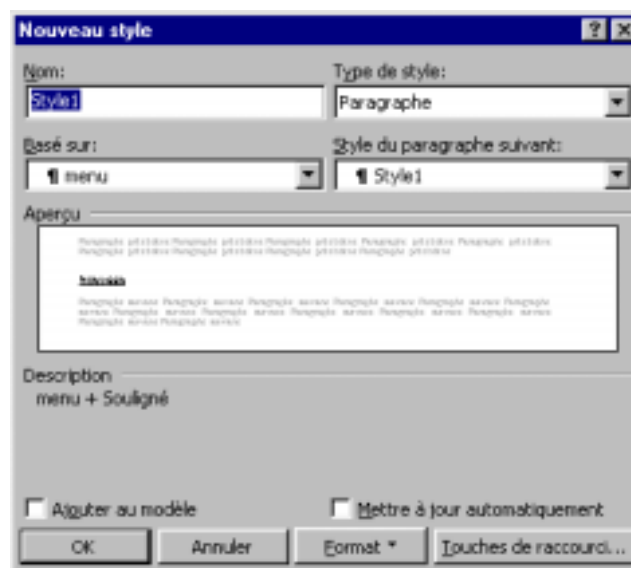 Nouveau style
Nom: Type de style:
Style1 Paragraphe
Basé sur: Style du paragraphe suivant:
¶ menu ¶ Style1
Aperçu
Description
menu + Souligné
Ajouter au modèle Mettre à jour automatiquement
OK Annuler Format Touches de raccourci...